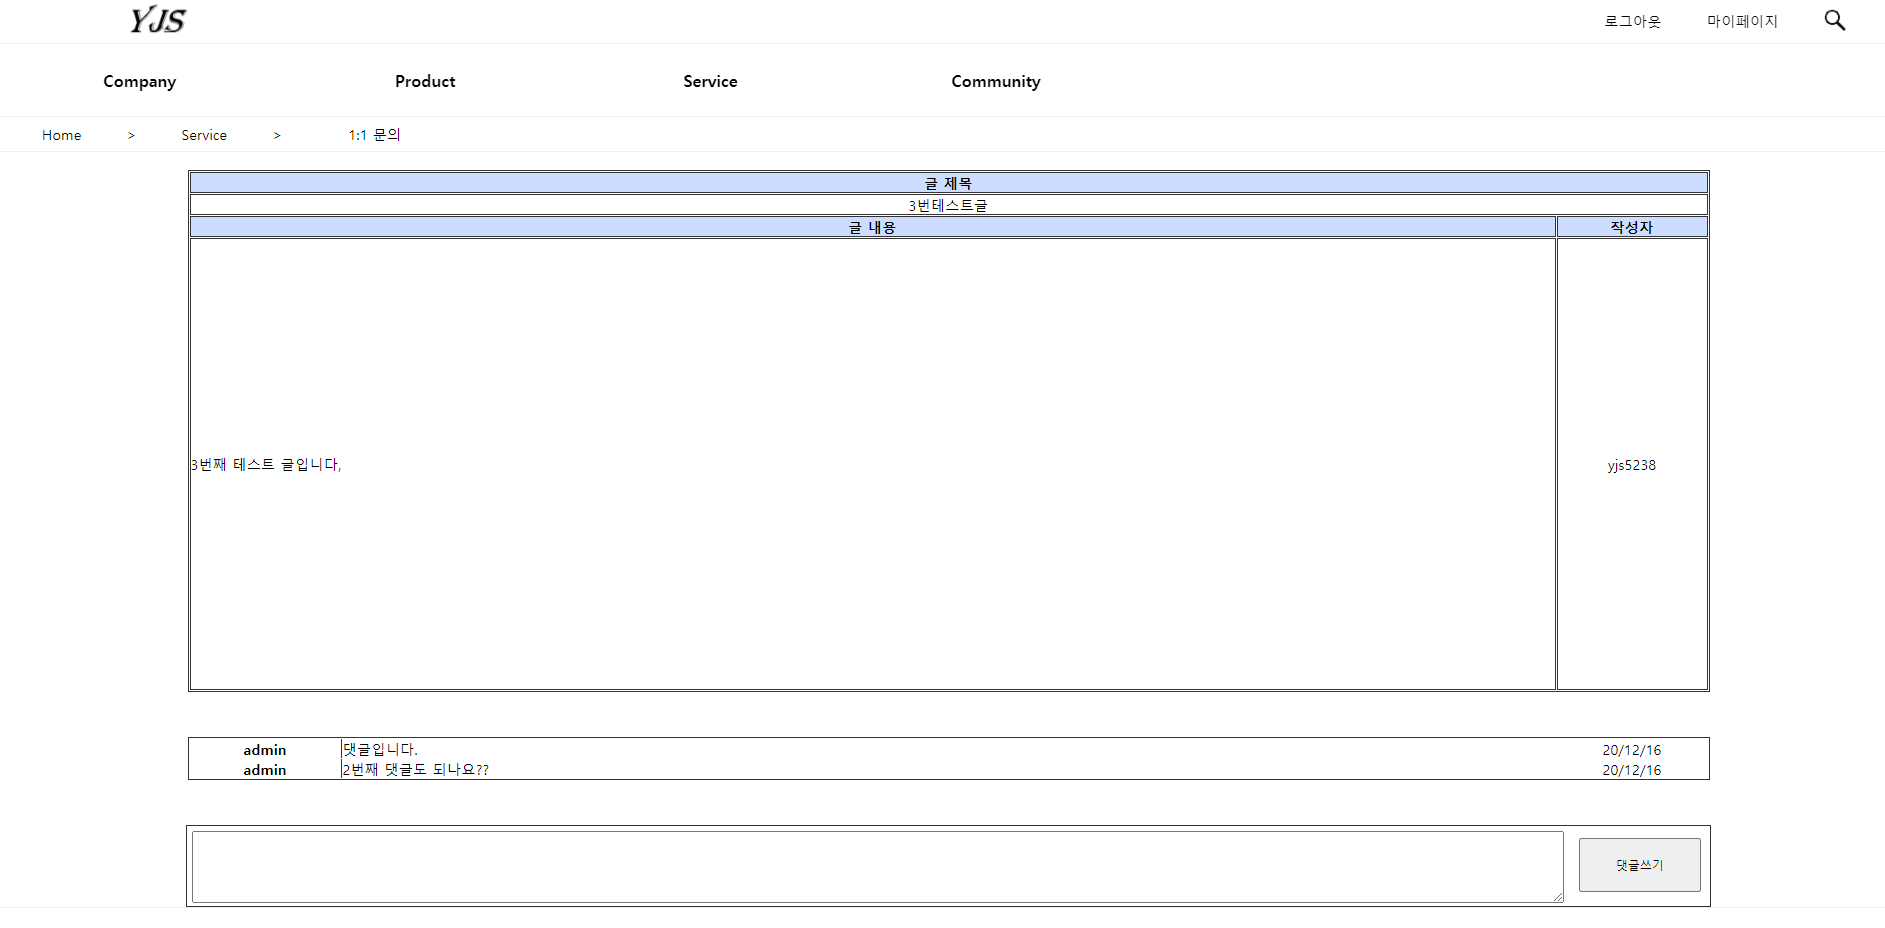 YJS 로그아웃 마이페이지
Company Product Service Community
Home > Service > 1:1 문의
글 제목
3번테스트글
글 내용 작성자
3번째 테스트 글입니다, yjs5238
admin 댓글입니다. 20/12/16
admin 2번째 댓글도 되나요?? 20/12/16
댓글쓰기